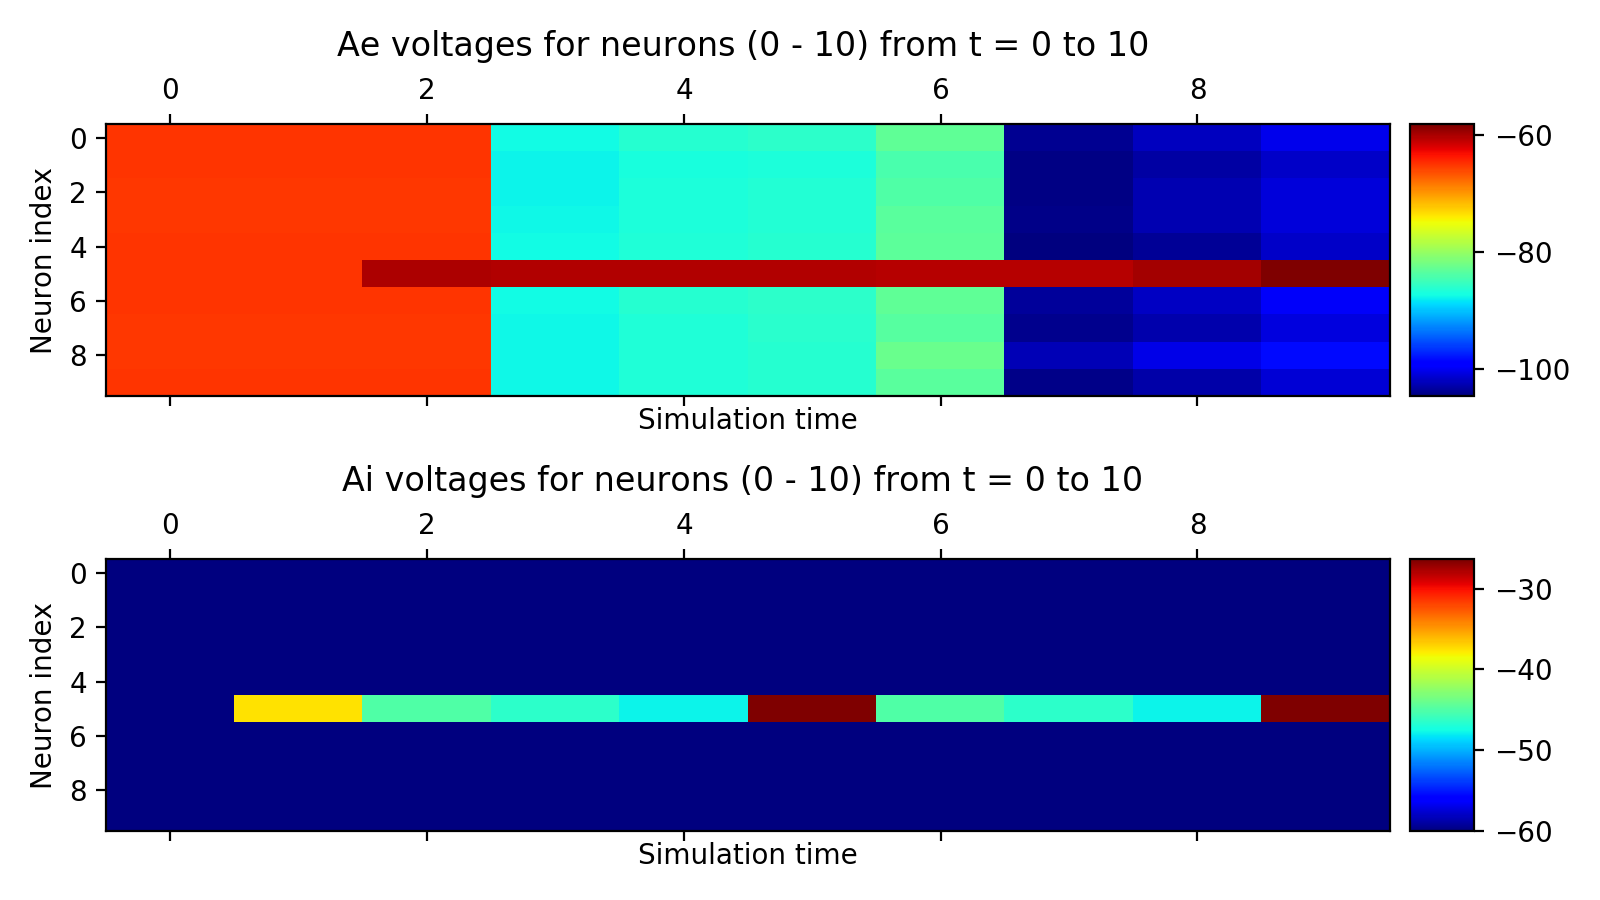 Ae voltages for neurons (0 - 10) from t = 0 to 10
0 2 4 6 8
Neuron index
0
2
4
6
8
−60
−80
−100
Simulation time
Ai voltages for neurons (0 - 10) from t = 0 to 10
0 2 4 6 8
Neuron index
0
2
4
6
8
−30
−40
−50
−60
Simulation time